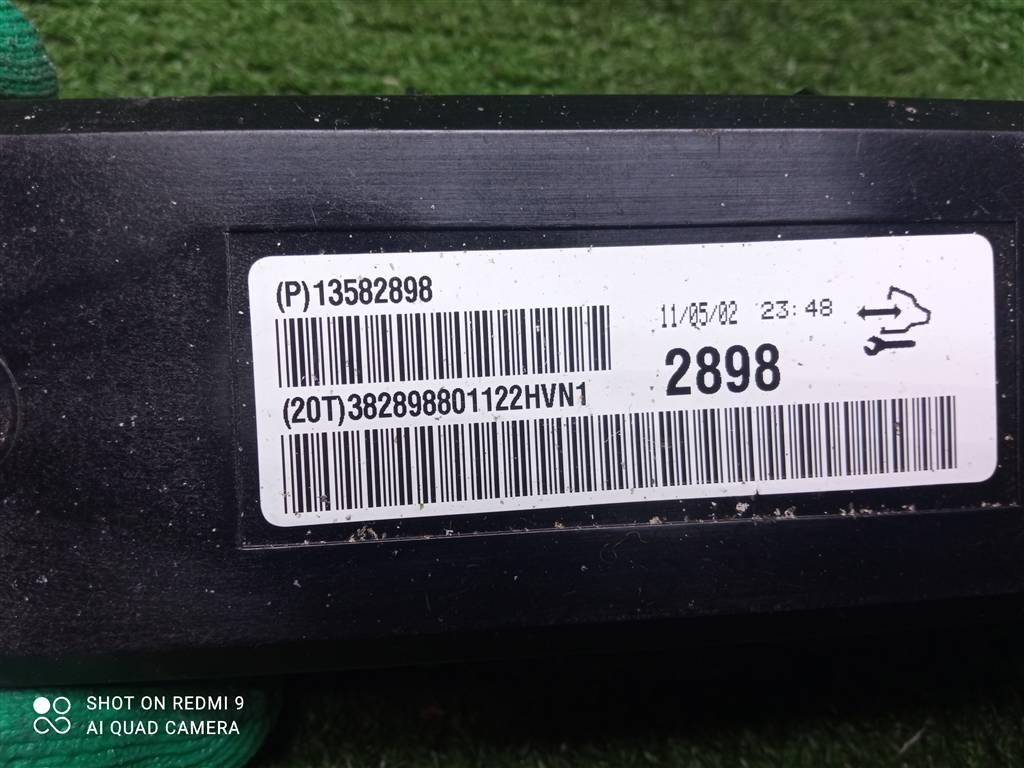 (P)13582898
11/05/02 23:48
2898
(20T)382898801122HVN1
SHOT ON REDMI 9
AI QUAD CAMERA